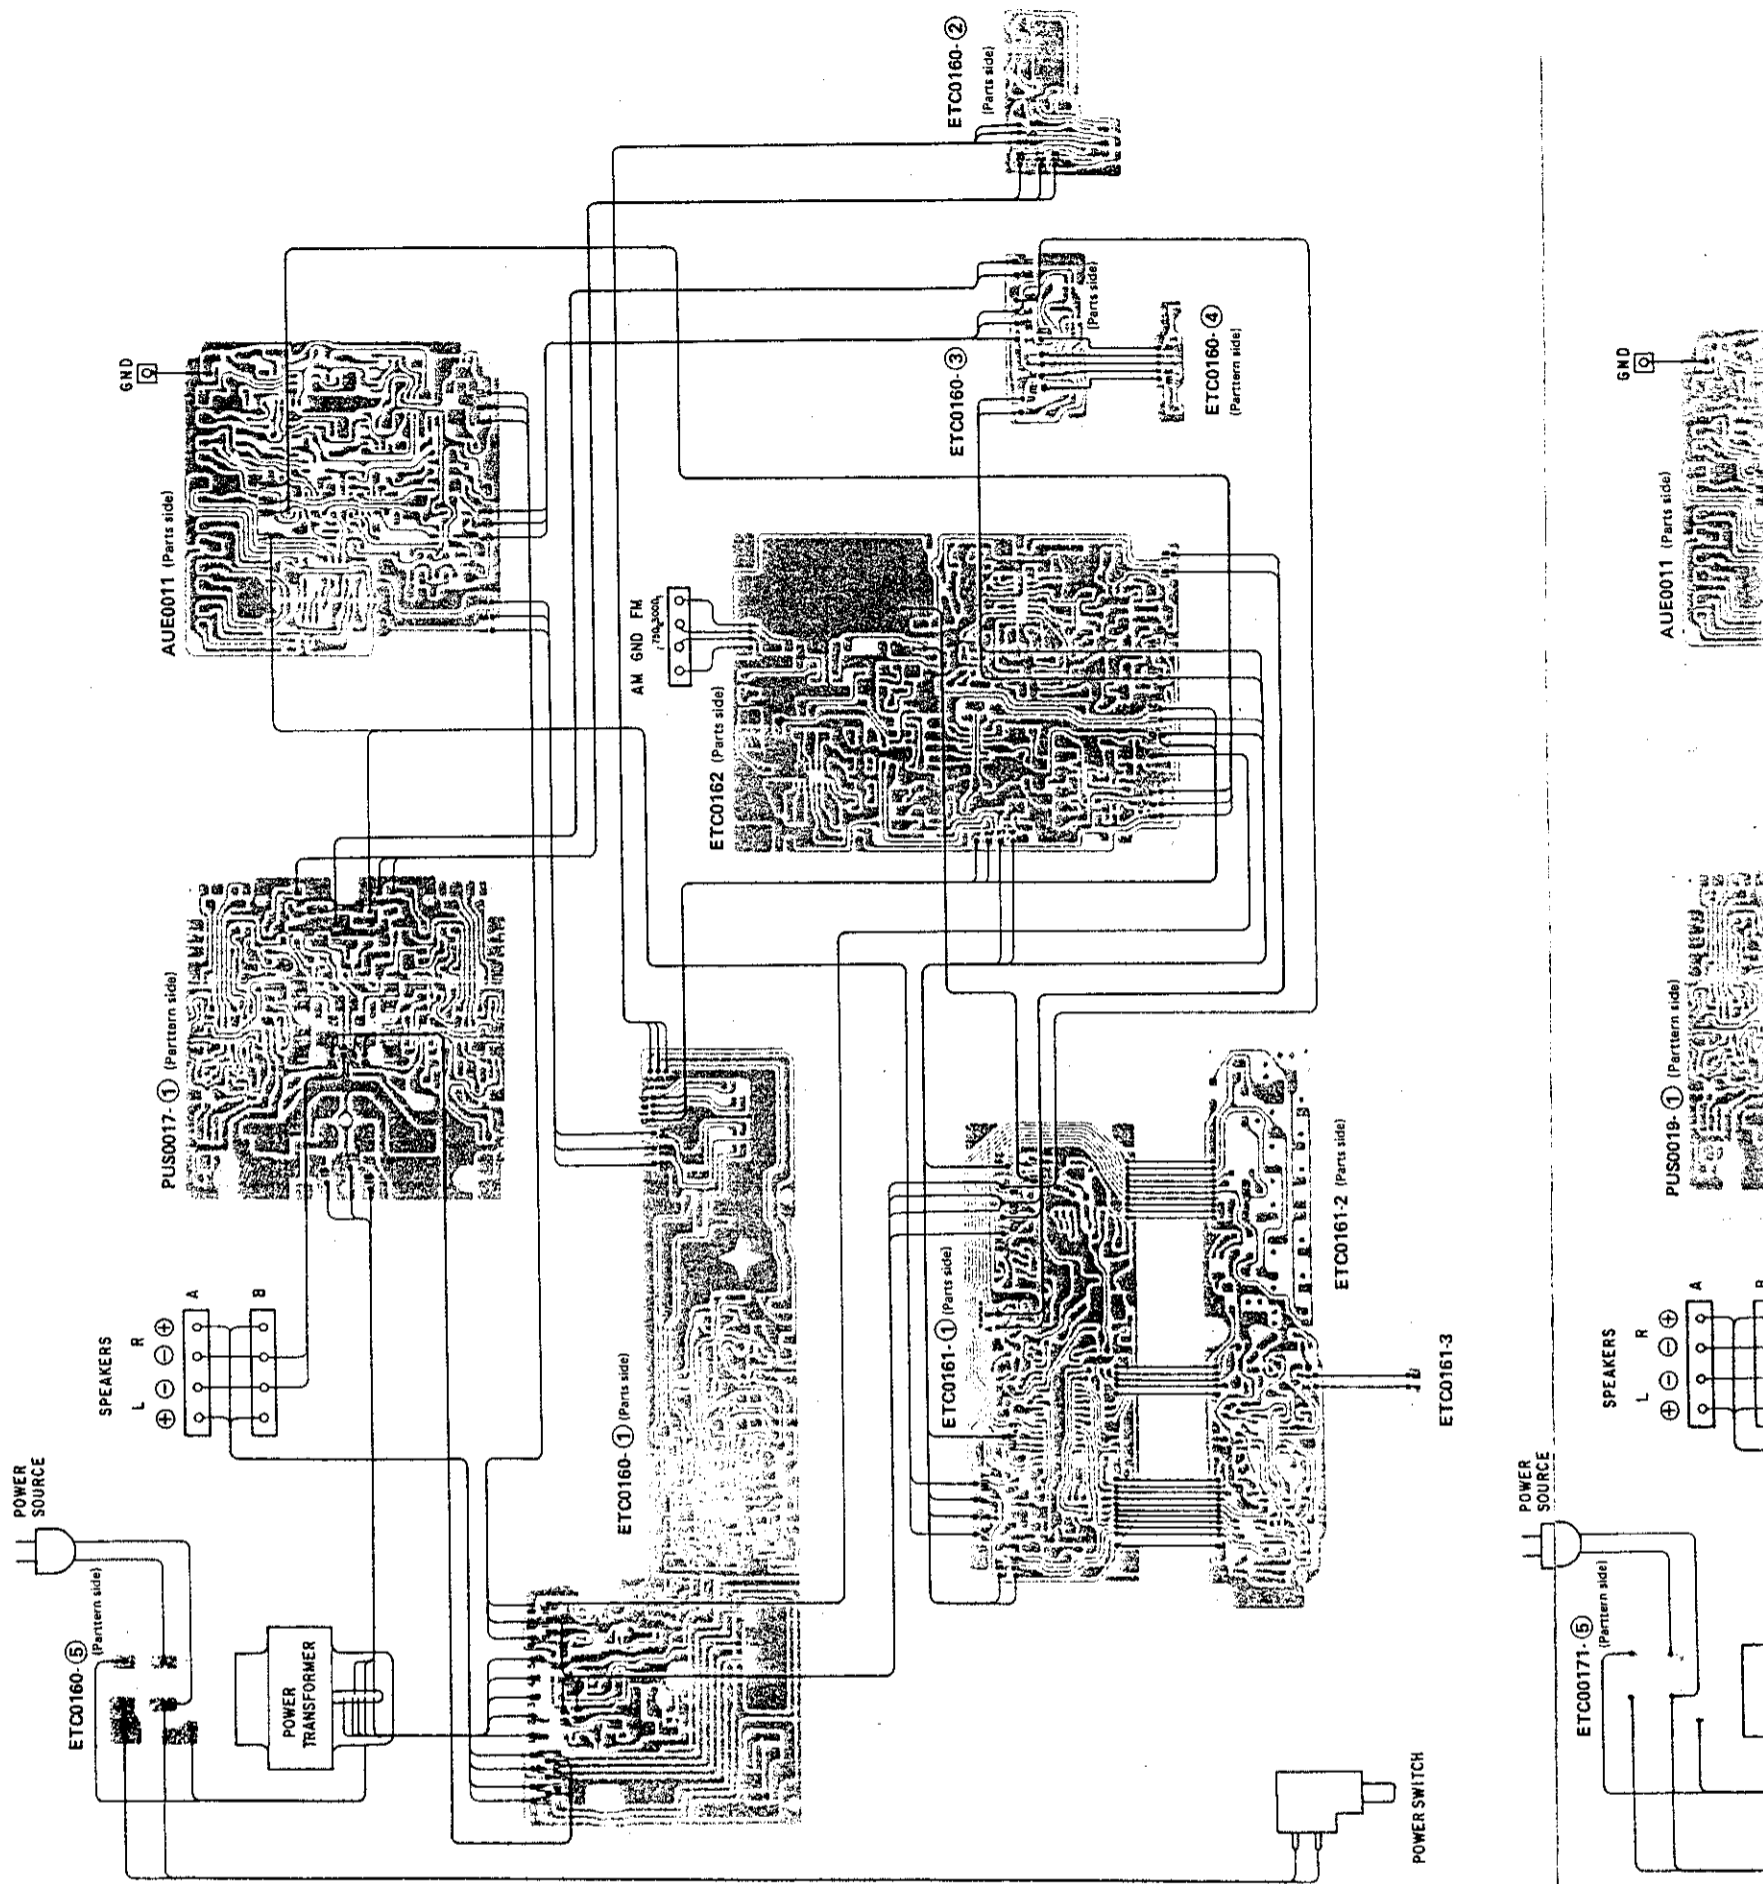 POWER
SOURCE
ETC0160-⑤
(Parttern side)
POWER
TRANSFORMER
SPEAKERS
L R
⊕ ⊖ ⊖ ⊕
A
B
PUS0017-① (Parttern side)
AUE0011 (Parts side)
GND
ETC0160-① (Parts side)
ETC0162 (Parts side)
AM GND FM
ETC0160-②
(Parts side)
ETC0160-③
(Parts side)
ETC0160-④
(Parttern side)
ETC0161-① (Parts side)
ETC0161-2 (Parts side)
ETC0161-3
POWER SWITCH
POWER
SOURCE
ETC00171-⑤
(Parttern side)
SPEAKERS
L R
⊕ ⊖ ⊖ ⊕
A
PUS0019-① (Parttern side)
AUE0011 (Parts side)
GND